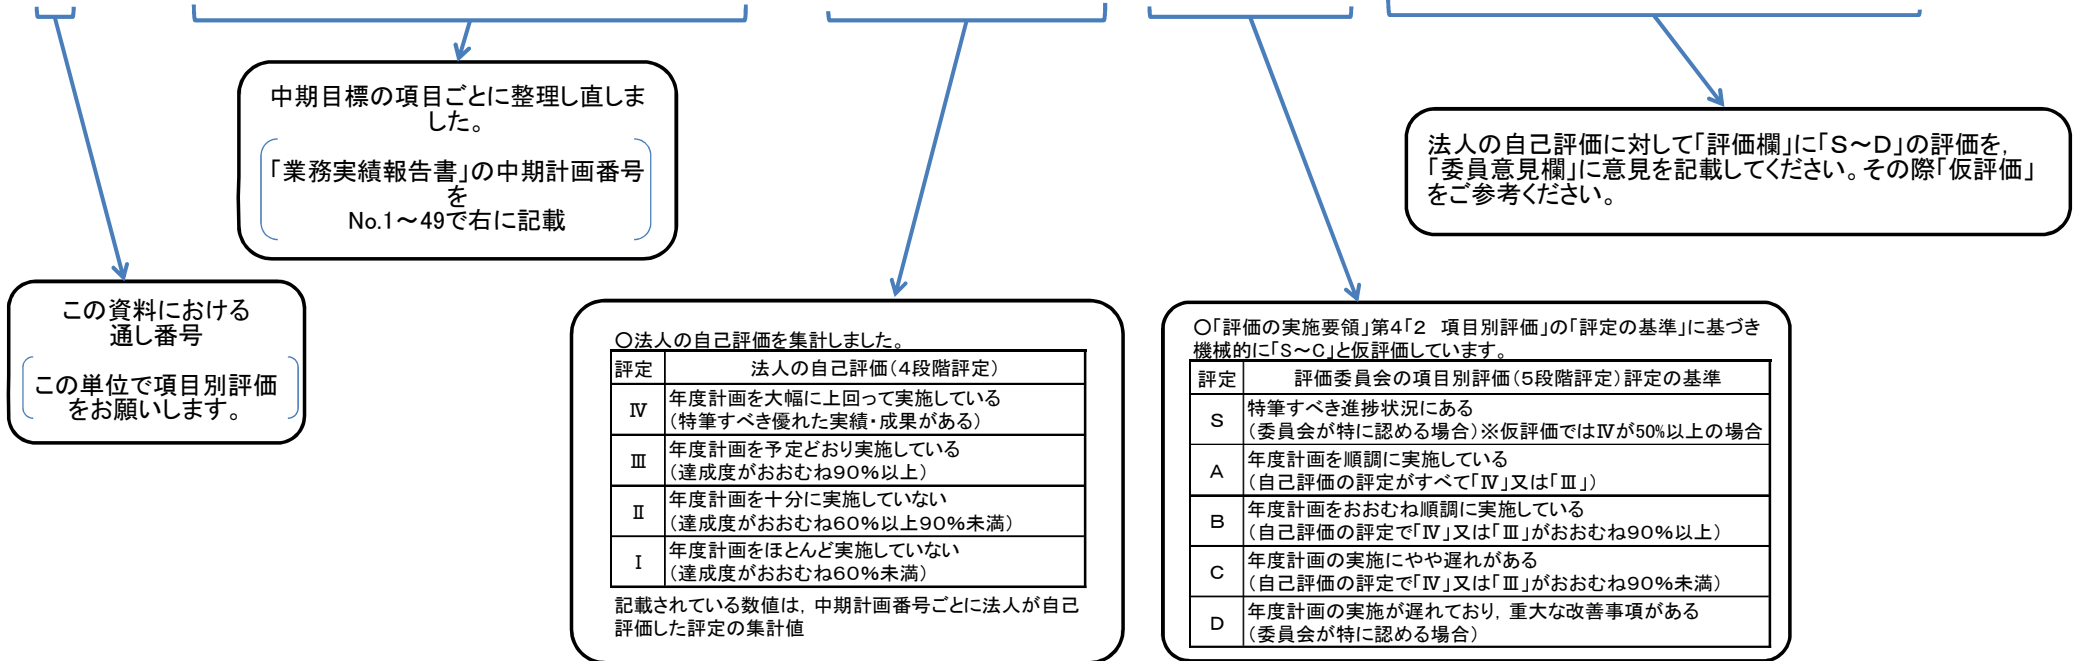 中期目標の項目ごとに整理し直しま
した。
「業務実績報告書」の中期計画番号
を
No.1～49で右に記載
法人の自己評価に対して「評価欄」に「S～D」の評価を,
「委員意見欄」に意見を記載してください。その際「仮評価」
をご参考ください。
この資料における
通し番号
この単位で項目別評価
をお願いします。
○法人の自己評価を集計しました。
評定 法人の自己評価(4段階評定)
Ⅳ 年度計画を大幅に上回って実施している
(特筆すべき優れた実績・成果がある)
Ⅲ 年度計画を予定どおり実施している
(達成度がおおむね90%以上)
Ⅱ 年度計画を十分に実施していない
(達成度がおおむね60%以上90%未満)
Ⅰ 年度計画をほとんど実施していない
(達成度がおおむね60%未満)
記載されている数値は, 中期計画番号ごとに法人が自己
評価した評定の集計値
○「評価の実施要領」第4「2 項目別評価」の「評定の基準」に基づき
機械的に「S～C」と仮評価しています。
評定 評価委員会の項目別評価(5段階評定)評定の基準
S 特筆すべき進捗状況にある
(委員会が特に認める場合)※仮評価ではⅣが50%以上の場合
A 年度計画を順調に実施している
(自己評価の評定がすべて「Ⅳ」又は「Ⅲ」)
B 年度計画をおおむね順調に実施している
(自己評価の評定で「Ⅳ」又は「Ⅲ」がおおむね90%以上)
C 年度計画の実施にやや遅れがある
(自己評価の評定で「Ⅳ」又は「Ⅲ」がおおむね90%未満)
D 年度計画の実施が遅れており, 重大な改善事項がある
(委員会が特に認める場合)